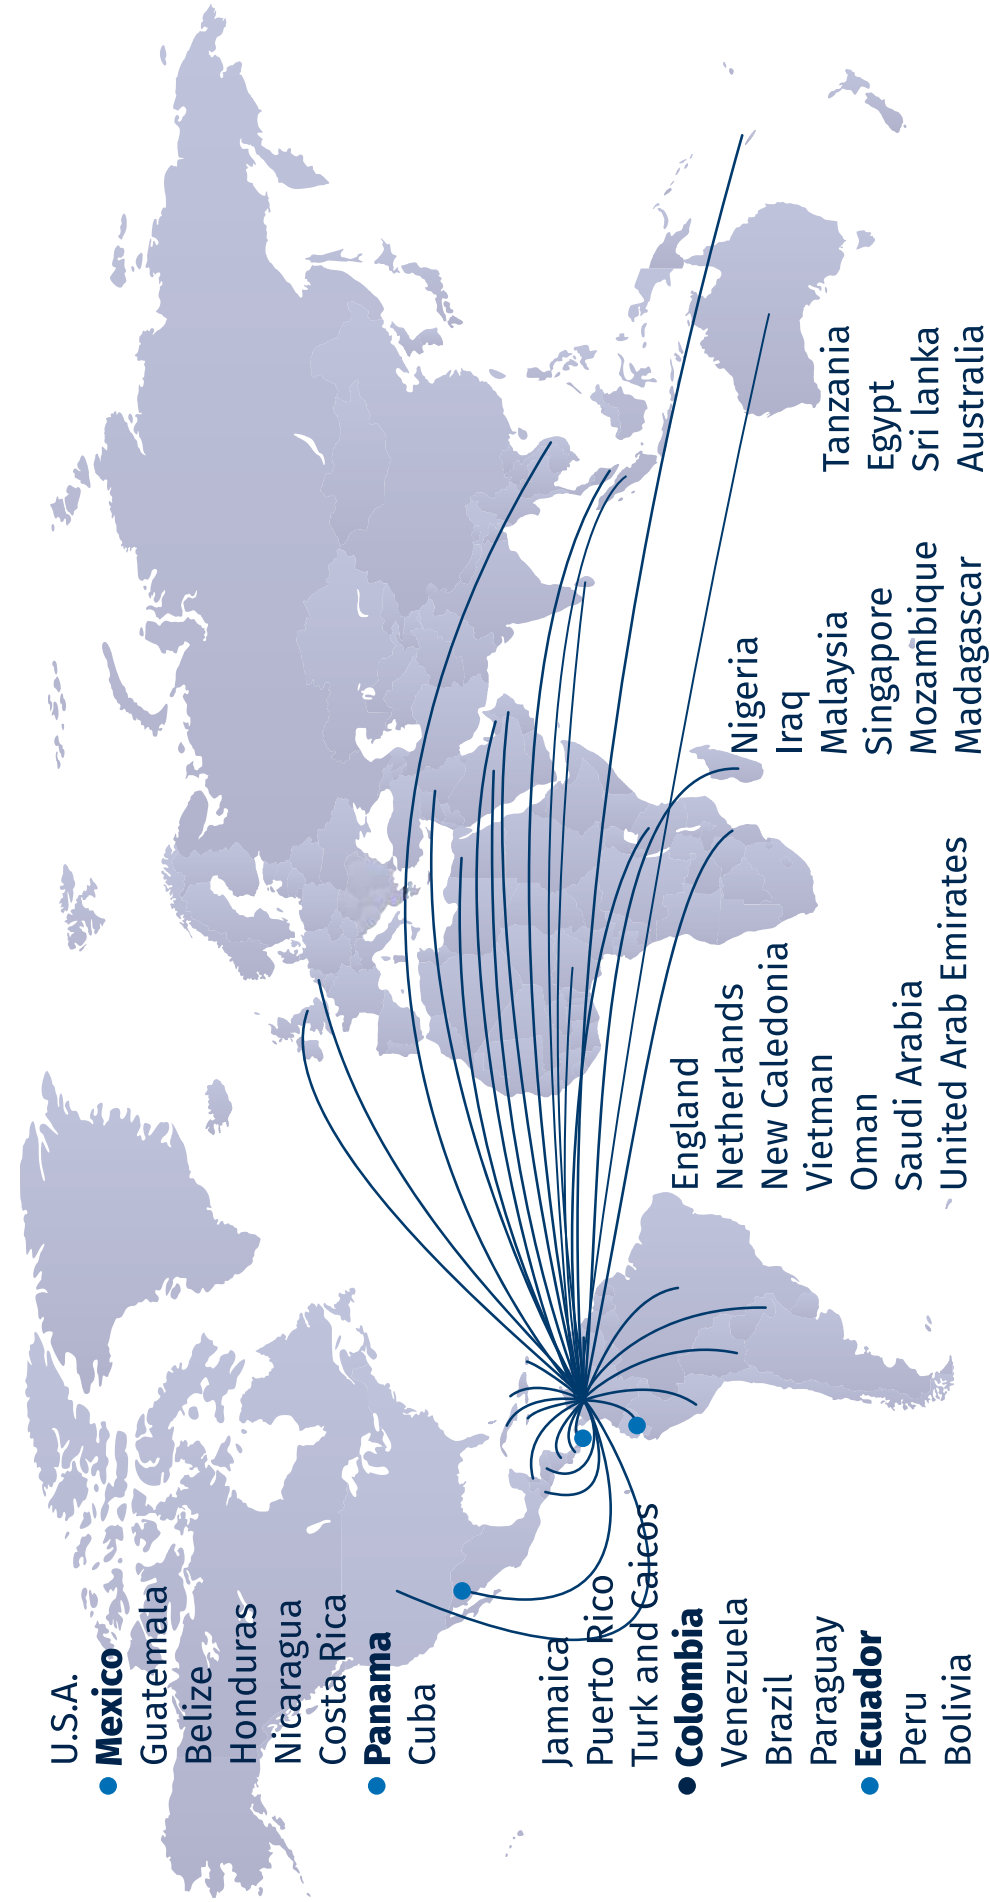 U.S.A.
Mexico
Guatemala
Belize
Honduras
Nicaragua
Costa Rica
Panama
Cuba
Jamaica
Puerto Rico
Turk and Caicos
Colombia
Venezuela
Brazil
Paraguay
Ecuador
Peru
Bolivia
England
Netherlands
New Caledonia
Vietman
Oman
Saudi Arabia
United Arab Emirates
Nigeria
Iraq
Malaysia
Singapore
Mozambique
Madagascar
Tanzania
Egypt
Sri lanka
Australia